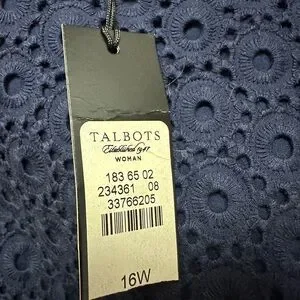 TALBOTS
Established 1947
WOMAN
183 65 02
234361 08
33766205
16W